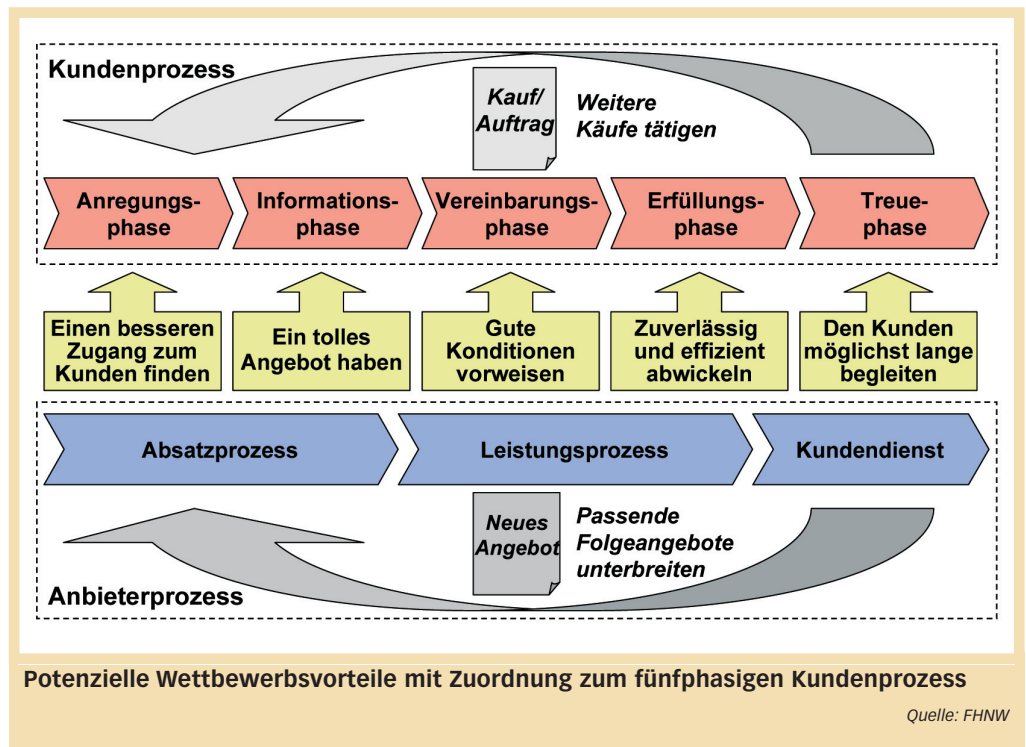 Kundenprozess
Kauf/
Auftrag
Weitere
Käufe tätigen
Anregungs-
phase
Informations-
phase
Vereinbarungs-
phase
Erfüllungs-
phase
Treue-
phase
Einen besseren
Zugang zum
Kunden finden
Ein tolles
Angebot haben
Gute
Konditionen
vorweisen
Zuverlässig
und effizient
abwickeln
Den Kunden
möglichst lange
begleiten
Absatzprozess
Leistungsprozess
Kundendienst
Neues
Angebot
Passende
Folgeangebote
unterbreiten
Anbieterprozess
Potenzielle Wettbewerbsvorteile mit Zuordnung zum fünfphasigen Kundenprozess
Quelle: FHNW